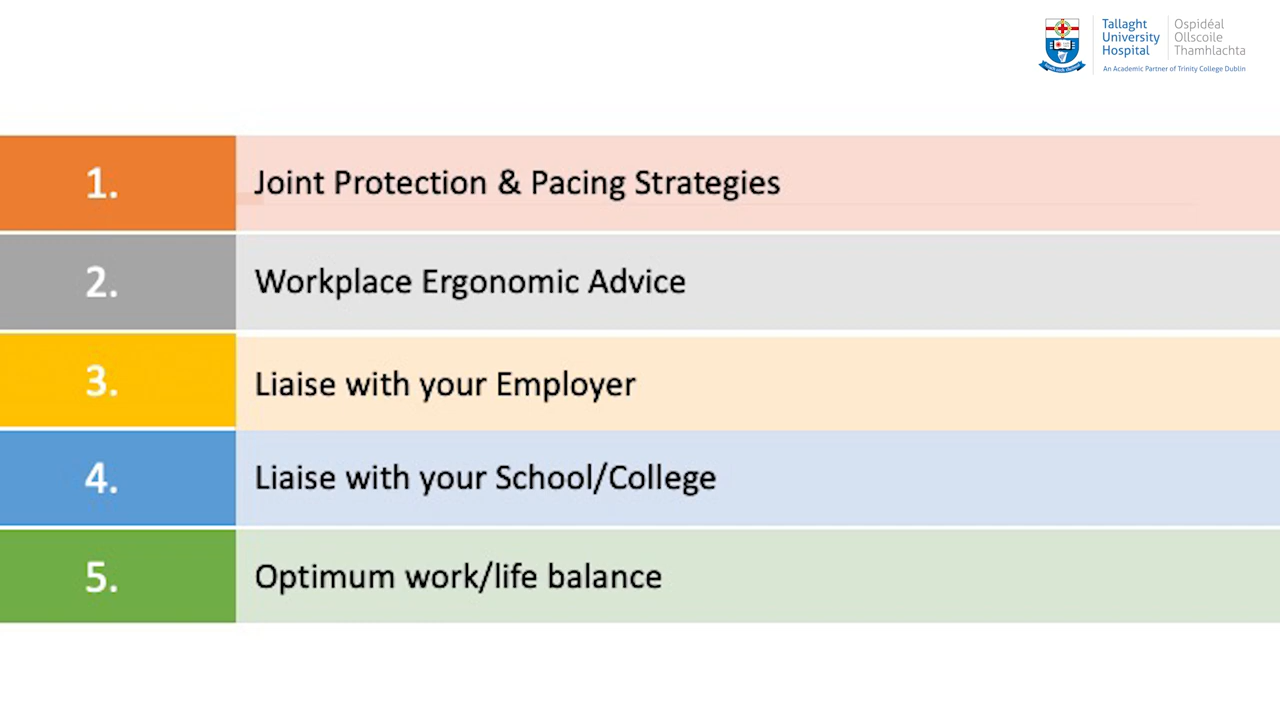 Tallaght
University
Hospital
Ospidéal
Ollscoile
Thamhlachta
An Academic Partner of Trinity College Dublin
1. Joint Protection & Pacing Strategies
2. Workplace Ergonomic Advice
3. Liaise with your Employer
4. Liaise with your School/College
5. Optimum work/life balance